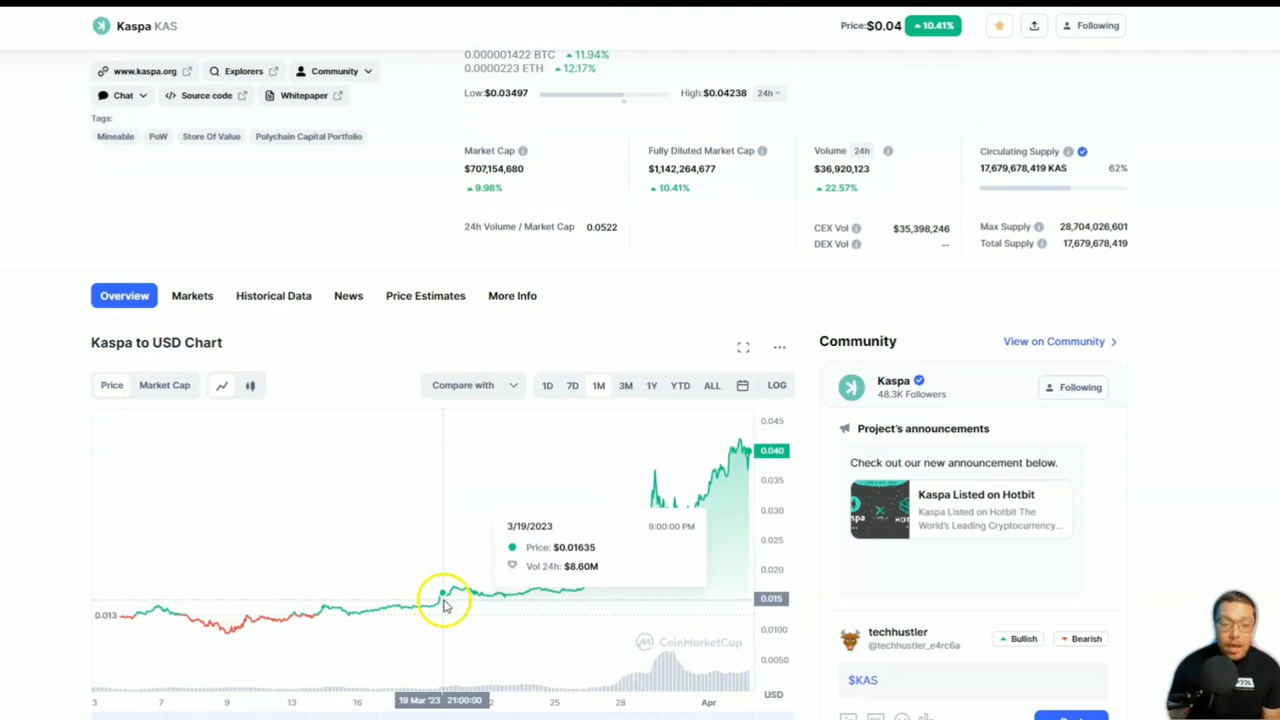 Kaspa KAS
Price:$0.04 10.41%
Following
0.000001422 BTC 11.94%
0.0000223 ETH 12.17%
www.kaspa.org Explorers Community
Low:$0.03497 High:$0.04238 24h
Chat Source code Whitepaper
Tags:
Mineable PoW Store Of Value Polychain Capital Portfolio
Market Cap Fully Diluted Market Cap Volume 24h Circulating Supply
$707,154,680 $1,142,264,677 $36,920,123 17,679,678,419 KAS 62%
9.98% 10.41% 22.57%
24h Volume / Market Cap 0.0522
CEX Vol $35,398,246
DEX Vol --
Max Supply 28,704,026,601
Total Supply 17,679,678,419
Overview Markets Historical Data News Price Estimates More Info
Kaspa to USD Chart
Price Market Cap
Compare with
1D 7D 1M 3M 1Y YTD ALL LOG
0.045
0.040
0.035
0.030
0.025
0.020
0.015
0.0100
0.0050
USD
0.013
3/19/2023 9:00:00 PM
Price: $0.01635
Vol 24h: $8.60M
CoinMarketCap
3 7 9 13 16 19 Mar '23 21:00:00 2 25 28 Apr
Community
View on Community
Kaspa
48.3K Followers
Following
Project's announcements
Check out our new announcement below.
Kaspa Listed on Hotbit
Kaspa Listed on Hotbit The
World's Leading Cryptocurrency...
spa HOT
techhustler
@techhustler_e4rc6a
Bullish Bearish
$KAS